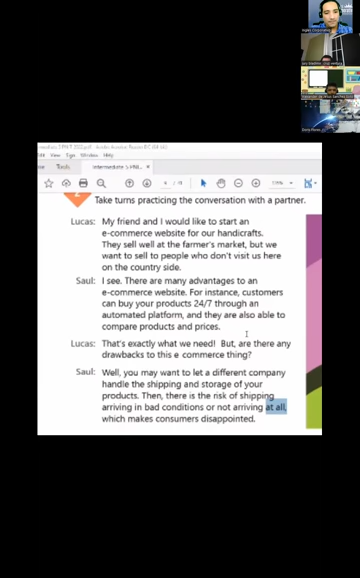 Tools
2
Take turns practicing the conversation with a partner.
Lucas: My friend and I would like to start an
e-commerce website for our handicrafts.
They sell well at the farmer's market, but we
want to sell to people who don't visit us here
on the country side.
Saul: I see. There are many advantages to an
e-commerce website. For instance, customers
can buy your products 24/7 through an
automated platform, and they are also able to
compare products and prices.
Lucas: That's exactly what we need! But, are there any
drawbacks to this e commerce thing?
Saul: Well, you may want to let a different company
handle the shipping and storage of your
products. Then, there is the risk of shipping
arriving in bad conditions or not arriving at all,
which makes consumers disappointed.